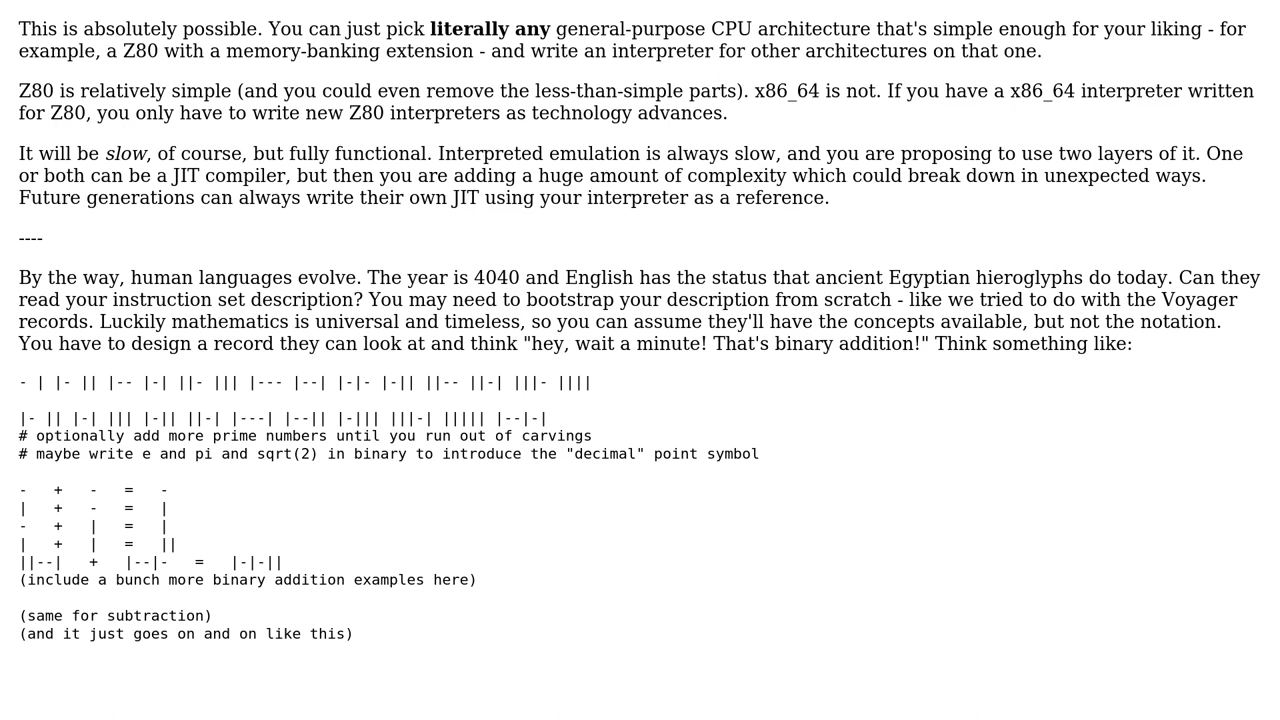 This is absolutely possible. You can just pick literally any general-purpose CPU architecture that's simple enough for your liking - for
example, a Z80 with a memory-banking extension - and write an interpreter for other architectures on that one.
Z80 is relatively simple (and you could even remove the less-than-simple parts). x86_64 is not. If you have a x86_64 interpreter written
for Z80, you only have to write new Z80 interpreters as technology advances.
It will be slow, of course, but fully functional. Interpreted emulation is always slow, and you are proposing to use two layers of it. One
or both can be a JIT compiler, but then you are adding a huge amount of complexity which could break down in unexpected ways.
Future generations can always write their own JIT using your interpreter as a reference.
----
By the way, human languages evolve. The year is 4040 and English has the status that ancient Egyptian hieroglyphs do today. Can they
read your instruction set description? You may need to bootstrap your description from scratch - like we tried to do with the Voyager
records. Luckily mathematics is universal and timeless, so you can assume they'll have the concepts available, but not the notation.
You have to design a record they can look at and think "hey, wait a minute! That's binary addition!" Think something like:
- | |- || |-- |-| ||- ||| |--- |--| |-|- |-|| ||-- ||-| |||- ||||
|- || |-| ||| |-|| ||-| |---| |--|| |-||| |||-| ||||| |--|-|
# optionally add more prime numbers until you run out of carvings
# maybe write e and pi and sqrt(2) in binary to introduce the "decimal" point symbol
-   +   -   =   -
|   +   -   =   |
-   +   |   =   |
|   +   |   =   ||
||--|   +   |--|-   =   |-|-||
(include a bunch more binary addition examples here)
(same for subtraction)
(and it just goes on and on like this)